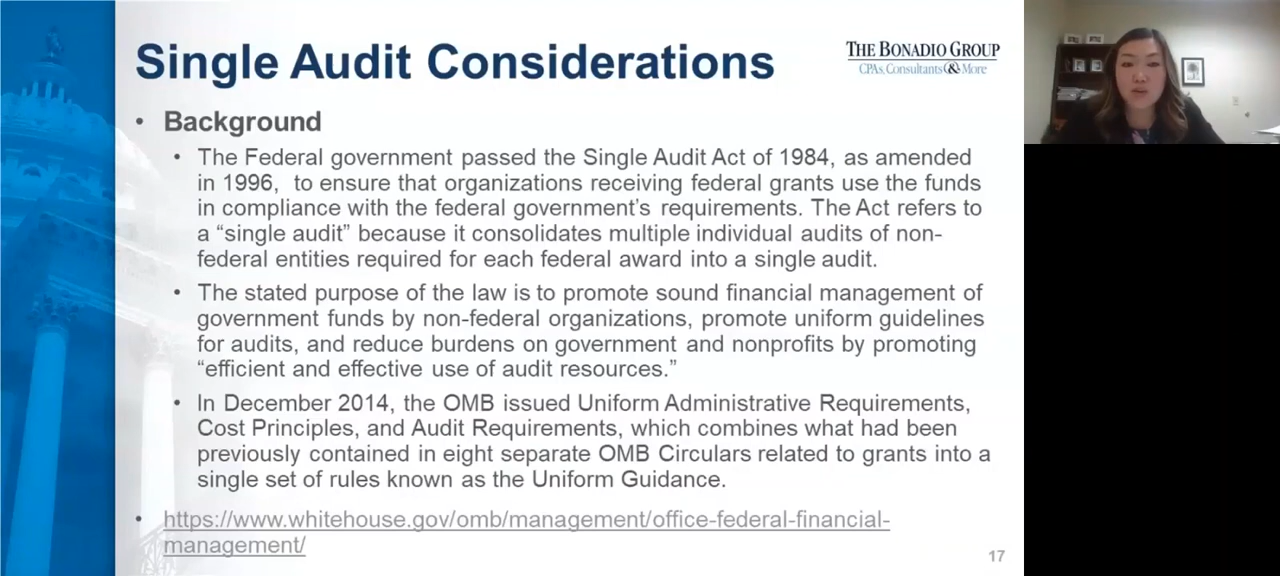 Single Audit Considerations
THE BONADIO GROUP
CPAs, Consultants & More
• Background
• The Federal government passed the Single Audit Act of 1984, as amended
in 1996, to ensure that organizations receiving federal grants use the funds
in compliance with the federal government's requirements. The Act refers to
a “single audit” because it consolidates multiple individual audits of non-
federal entities required for each federal award into a single audit.
• The stated purpose of the law is to promote sound financial management of
government funds by non-federal organizations, promote uniform guidelines
for audits, and reduce burdens on government and nonprofits by promoting
“efficient and effective use of audit resources.”
• In December 2014, the OMB issued Uniform Administrative Requirements,
Cost Principles, and Audit Requirements, which combines what had been
previously contained in eight separate OMB Circulars related to grants into a
single set of rules known as the Uniform Guidance.
• https://www.whitehouse.gov/omb/management/office-federal-financial-
management/
17